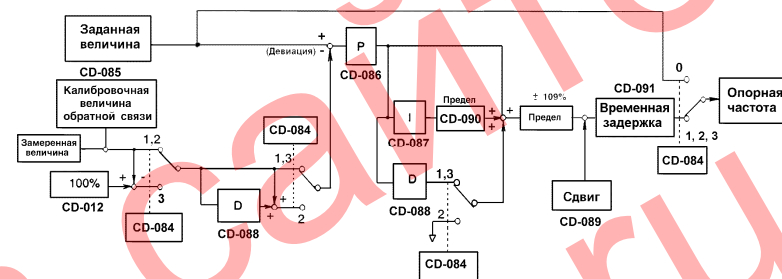 Заданная
величина
CD-085
Калибровочная
величина
обратной связи
Замеренная
величина
100%
CD-012
1,2
3
CD-084
D
CD-088
CD-084
1,3
2
+
-
(Девиация)
P
CD-086
I
CD-087
Предел
CD-090
D
CD-088
1,3
2
CD-084
± 109%
Предел
Сдвиг
CD-089
CD-091
Временная
задержка
0
1, 2, 3
CD-084
Опорная
частота
сайт
ru